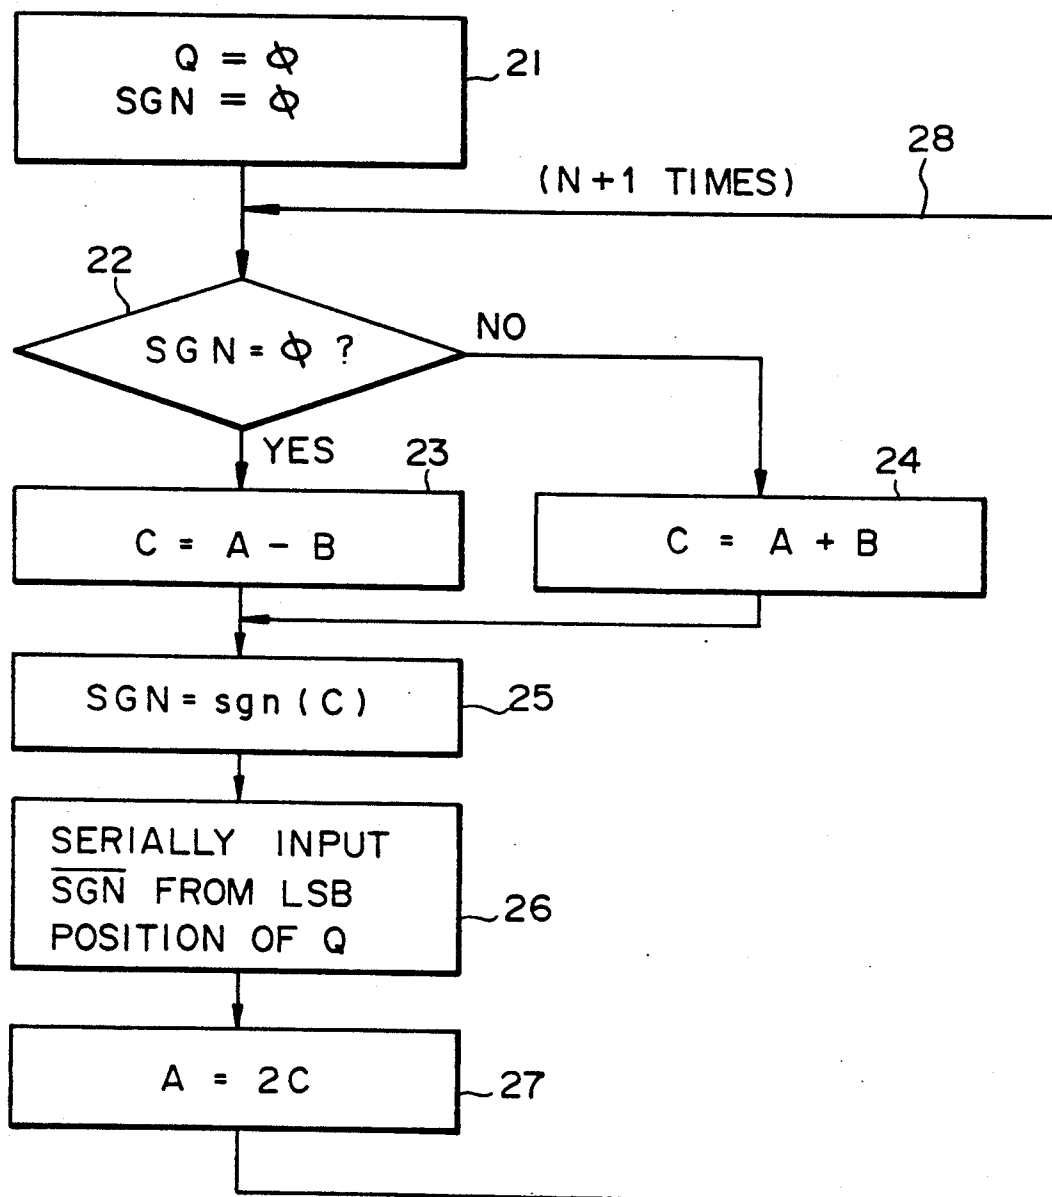 Q = ϕ
SGN = ϕ
21
28
(N+1 TIMES)
22
SGN = ϕ ?
NO
YES
23
24
C = A - B
C = A + B
SGN = sgn (C)
25
SERIALLY INPUT
S̅G̅N̅ FROM LSB
POSITION OF Q
26
A = 2C
27